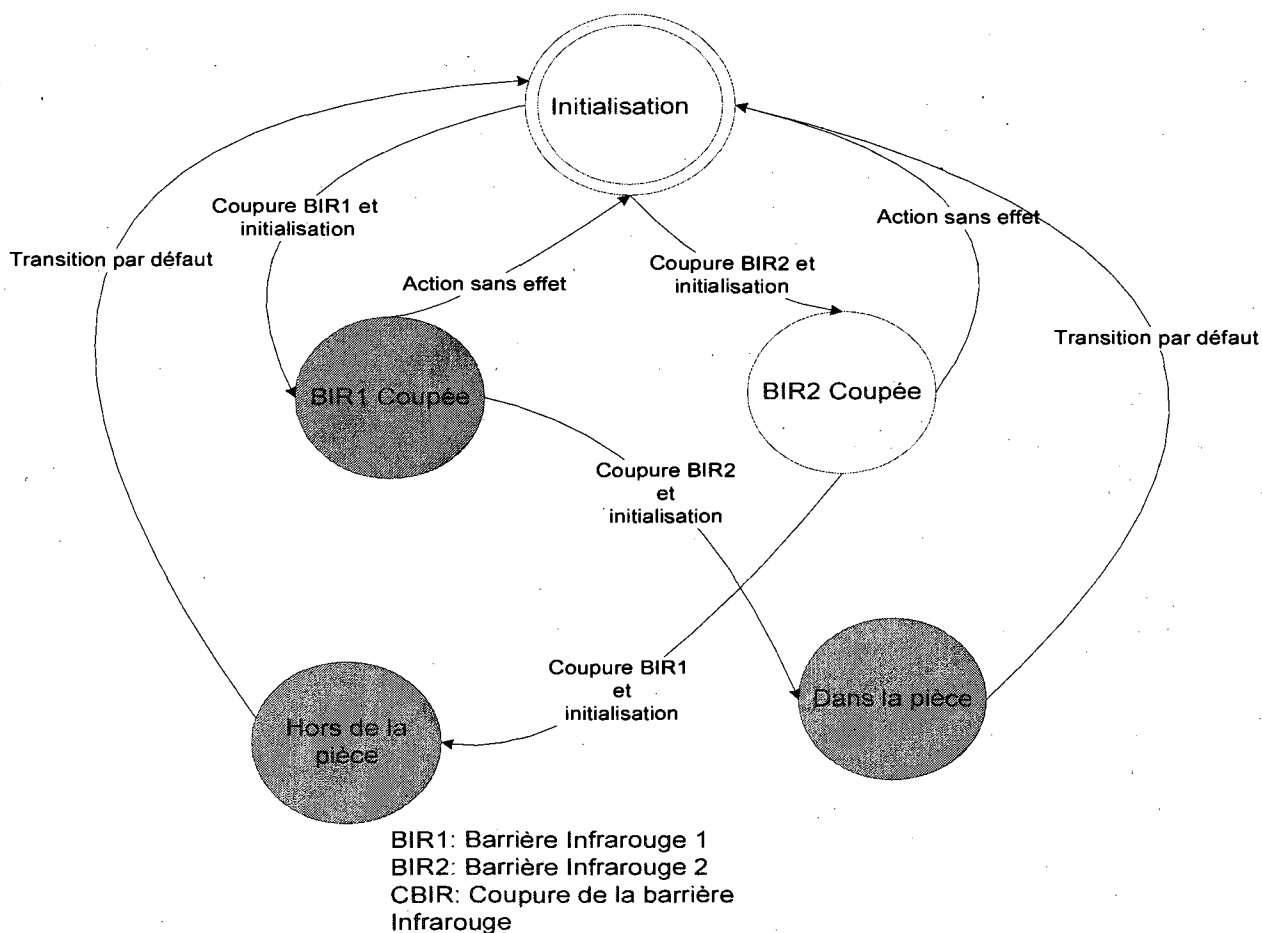 Initialisation
Coupure BIR1 et
initialisation
Action sans effet
Transition par défaut
Coupure BIR2 et
initialisation
Action sans effet
Transition par défaut
BIR1 Coupée
BIR2 Coupée
Coupure BIR2
et
initialisation
Coupure BIR1
et
initialisation
Hors de la
pièce
Dans la pièce
BIR1: Barrière Infrarouge 1
BIR2: Barrière Infrarouge 2
CBIR: Coupure de la barrière
Infrarouge